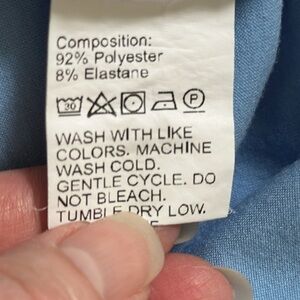 Composition:
92% Polyester
8% Elastane
30 P
WASH WITH LIKE
COLORS. MACHINE
WASH COLD.
GENTLE CYCLE. DO
NOT BLEACH.
TUMBLE DRY LOW.